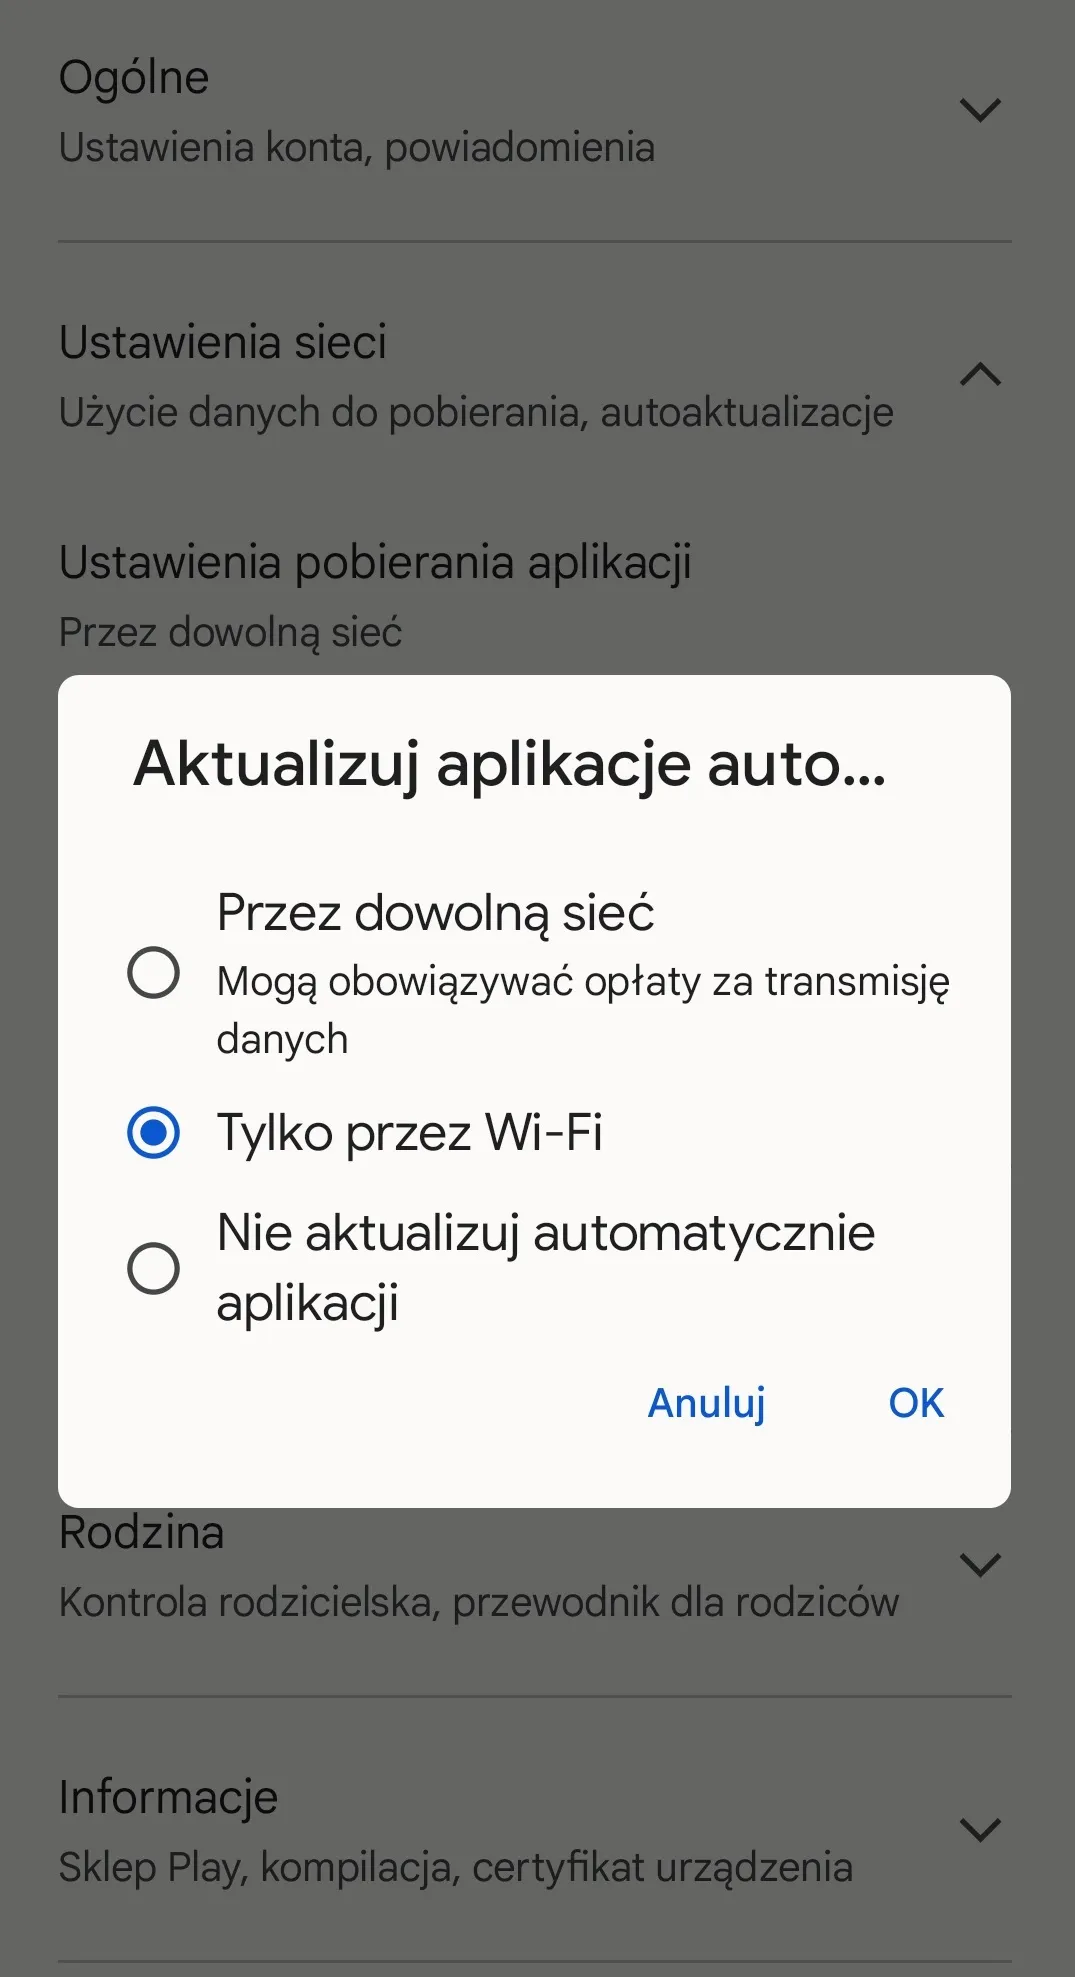 Ogólne
Ustawienia konta, powiadomienia
Ustawienia sieci
Użycie danych do pobierania, autoaktualizacje
Ustawienia pobierania aplikacji
Przez dowolną sieć
Aktualizuj aplikacje auto...
Przez dowolną sieć
Mogą obowiązywać opłaty za transmisję
danych
Tylko przez Wi-Fi
Nie aktualizuj automatycznie
aplikacji
Anuluj OK
Rodzina
Kontrola rodzicielska, przewodnik dla rodziców
Informacje
Sklep Play, kompilacja, certyfikat urządzenia